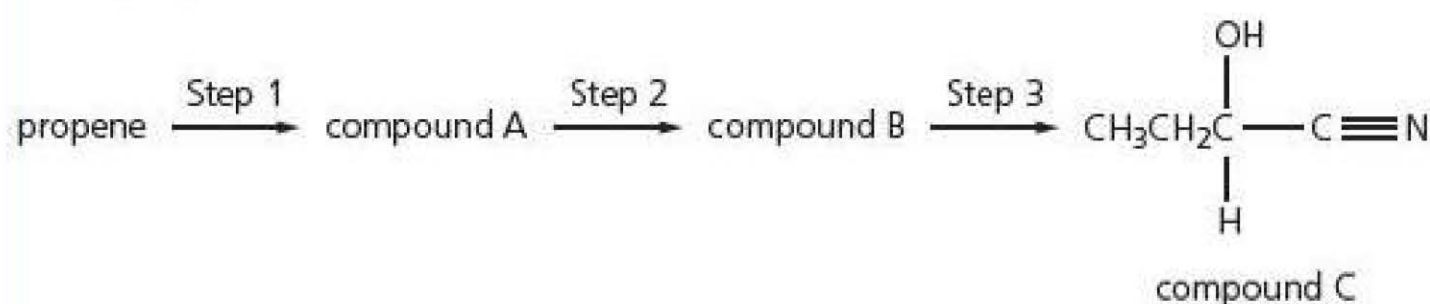 OH
Step 1 Step 2 Step 3
propene compound A compound B CH₃CH₂C C N
H
compound C